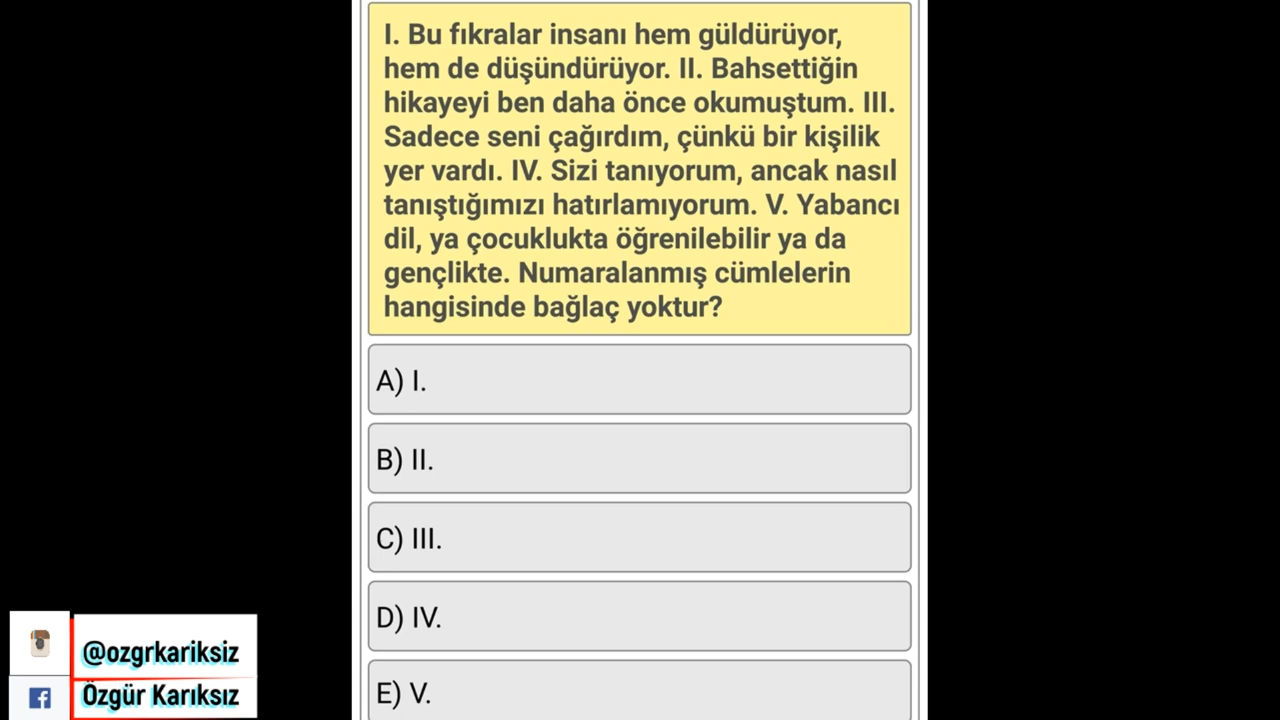 I. Bu fıkralar insanı hem güldürüyor,
hem de düşündürüyor. II. Bahsettiğin
hikayeyi ben daha önce okumuştum. III.
Sadece seni çağırdım, çünkü bir kişilik
yer vardı. IV. Sizi tanıyorum, ancak nasıl
tanıştığımızı hatırlamıyorum. V. Yabancı
dil, ya çocuklukta öğrenilebilir ya da
gençlikte. Numaralanmış cümlelerin
hangisinde bağlaç yoktur?
A) I.
B) II.
C) III.
D) IV.
E) V.
@ozgrkariksiz
Özgür Karıksız